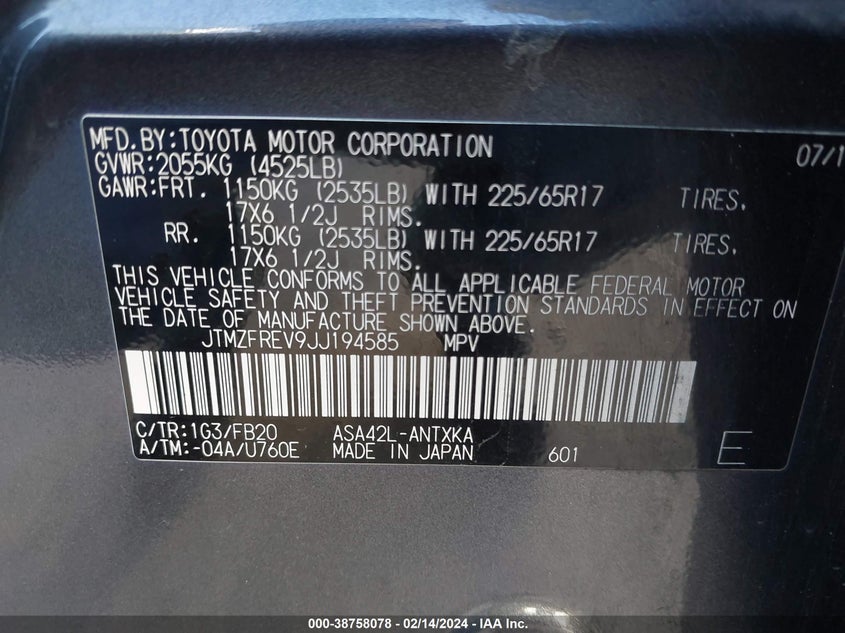 MFD.BY:TOYOTA MOTOR CORPORATION 07/1
GVWR:2055KG (4525LB)
GAWR:FRT. 1150KG (2535LB) WITH 225/65R17 TIRES,
17X6 1/2J RIMS.
RR. 1150KG (2535LB) WITH 225/65R17 TIRES,
17X6 1/2J RIMS.
THIS VEHICLE CONFORMS TO ALL APPLICABLE FEDERAL MOTOR
VEHICLE SAFETY AND THEFT PREVENTION STANDARDS IN EFFECT ON
THE DATE OF MANUFACTURE SHOWN ABOVE.
JTMZFREV9JJ194585 MPV
C/TR:1G3/FB20 ASA42L-ANTXKA
A/TM:-04A/U760E MADE IN JAPAN 601 E
000-38758078 - 02/14/2024 - IAA Inc.